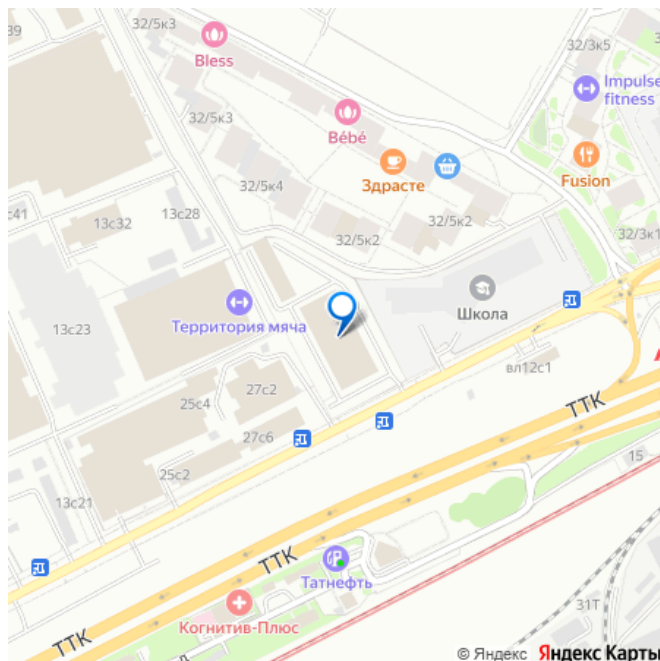 39
32/5к3
Bless
32/3к5
Impulse
fitness
32/5к3
Bébé
Здрасте
Fusion
32/5к4
с41
13с32
13с28
32/5к2
32/5к2
32/3к1
Школа
13с23
Территория мяча
вл12с1
27с2
25с4
ТТК
27с6
25с2
15
13с21
ТТК
Татнефть
31Т
Когнитив-Плюс
ТТК
© Яндекс Яндекс Карты